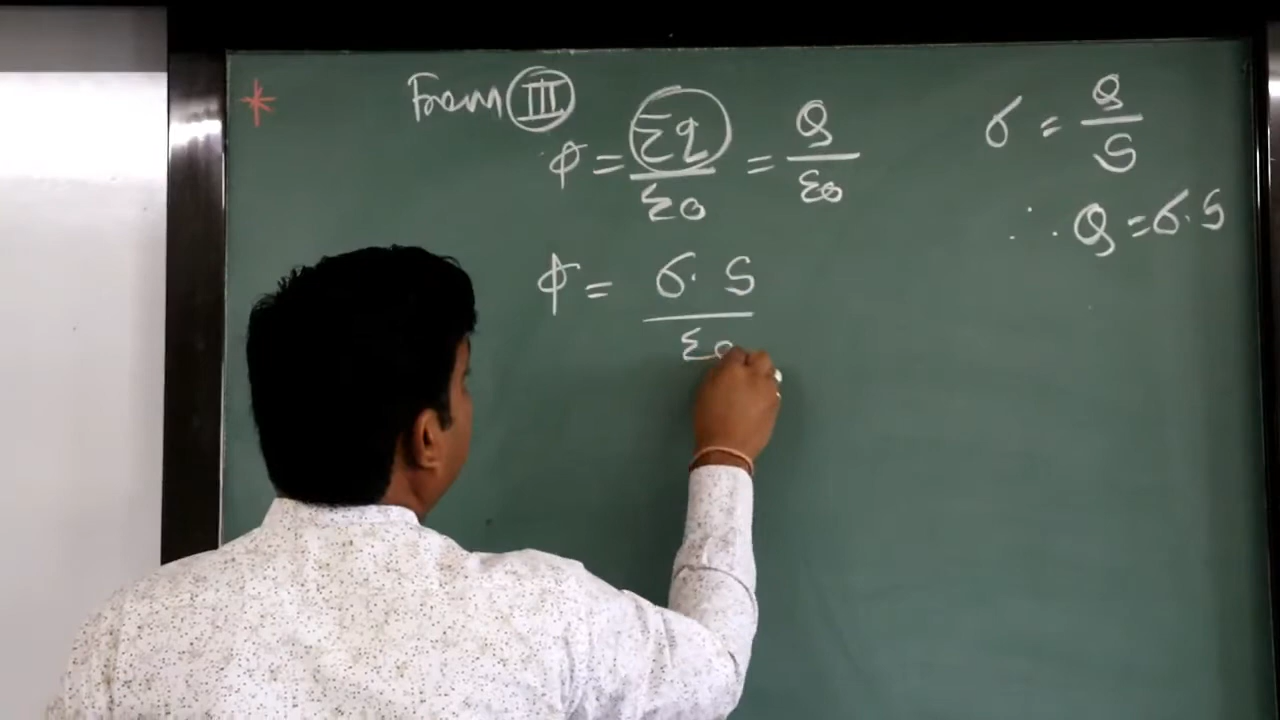 * Form III
φ = Σq/ε0 = Q/ε0
φ = σ. S/ε0
σ = Q/S
∴ Q = σ. S